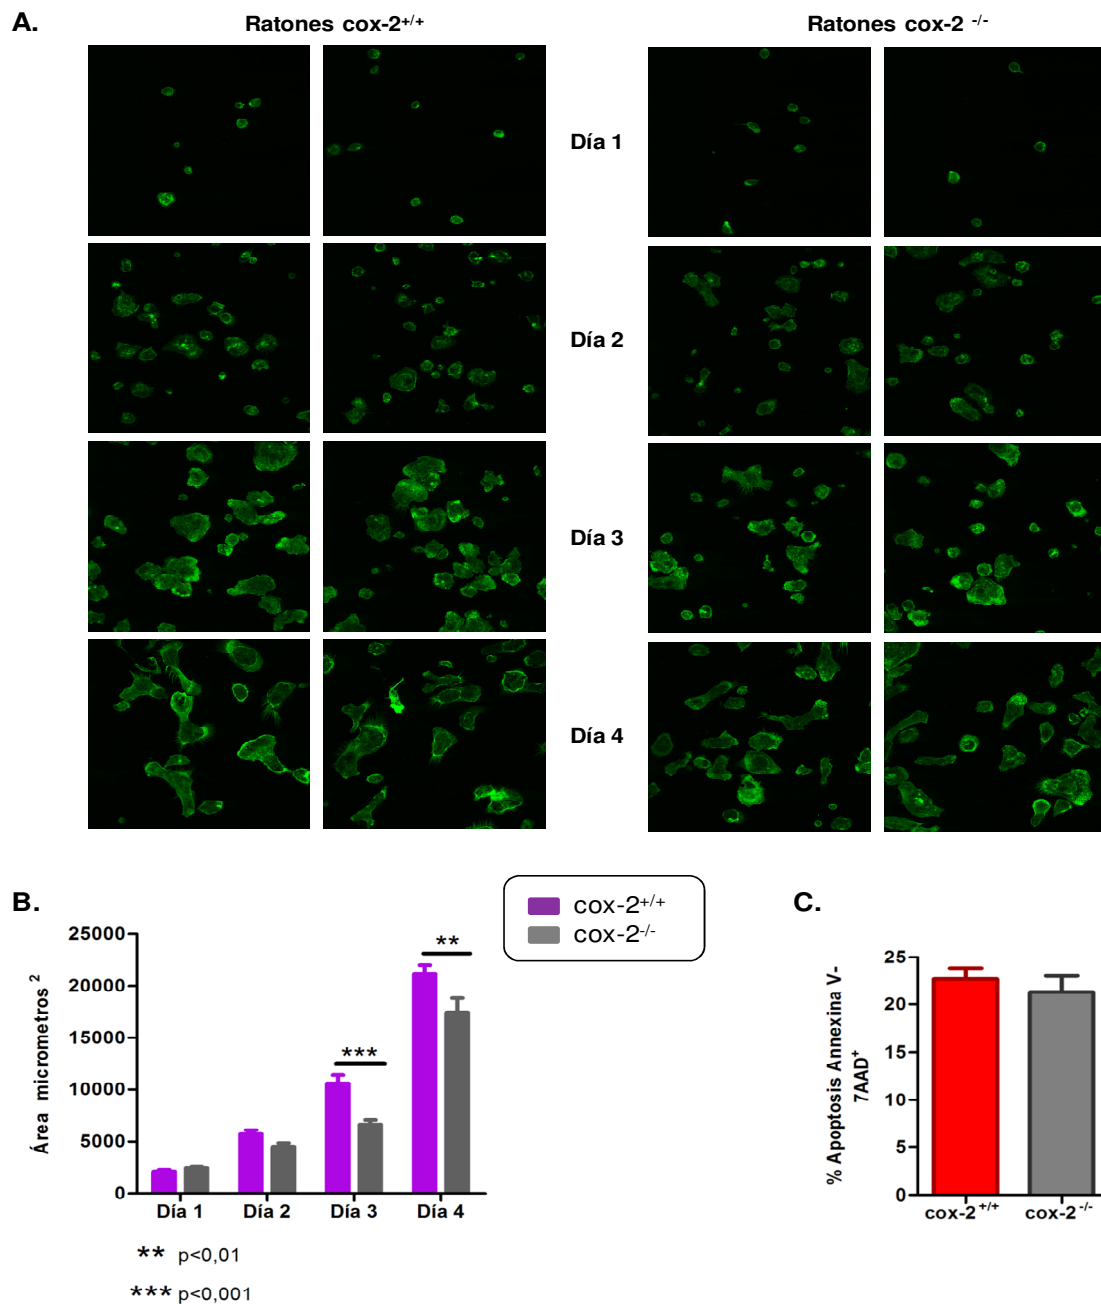 A.
Ratones cox-2+/+
Ratones cox-2 -/-
Día 1
Día 2
Día 3
Día 4
B.
cox-2+/+
cox-2-/-
C.
Área micrometros 2
25000
20000
15000
10000
5000
0
**
***
Día 1
Día 2
Día 3
Día 4
** p<0,01
*** p<0,001
% Apoptosis Annexina V-
7AAD+
25
20
15
10
5
0
cox-2 +/+
cox-2 -/-